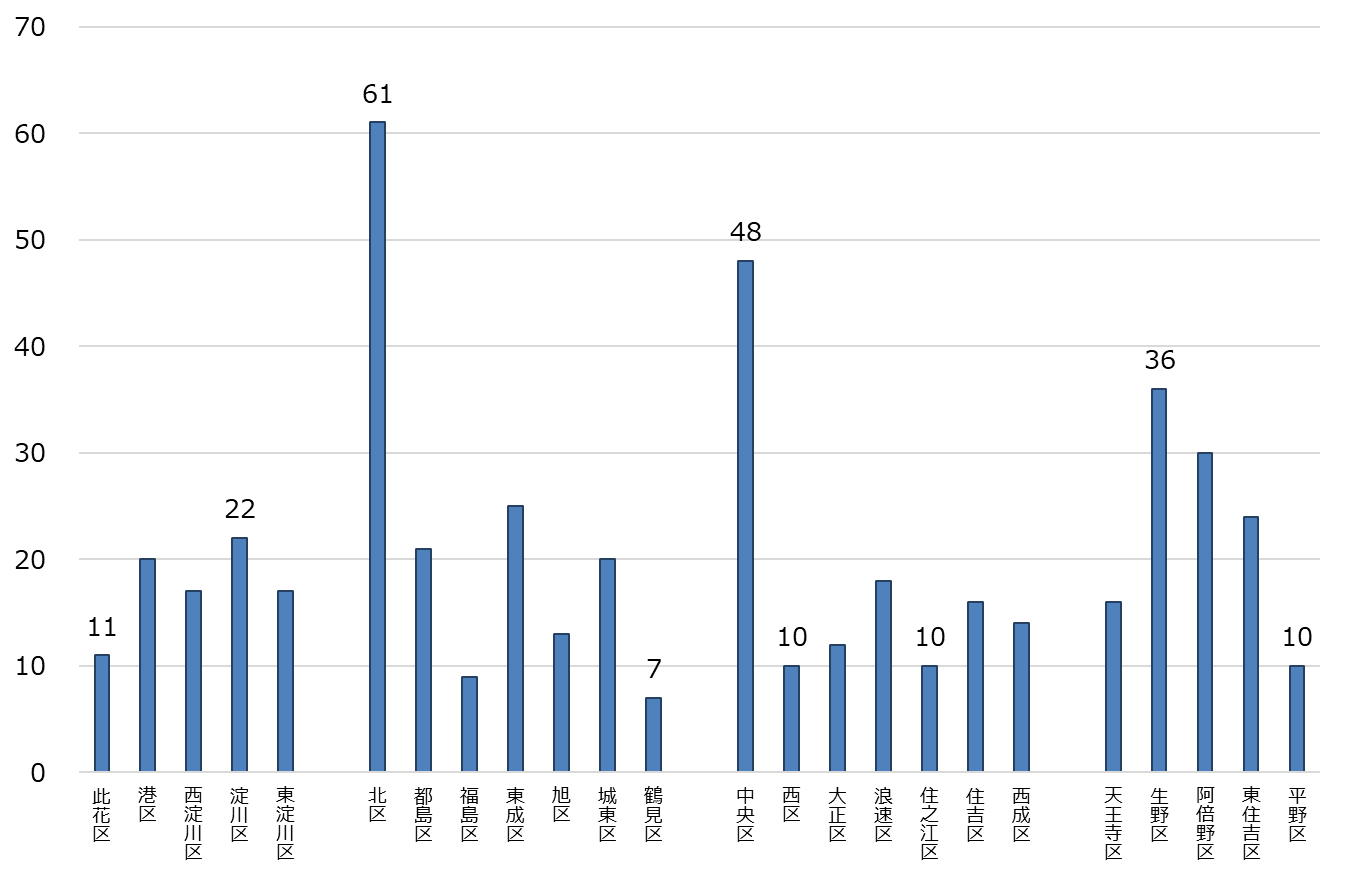 70
60
50
40
30
20
10
0
11
22
61
7
48
10
10
36
10
此花区
港区
西淀川区
淀川区
東淀川区
北区
都島区
福島区
東成区
旭区
城東区
鶴見区
中央区
西区
大正区
浪速区
住之江区
住吉区
西成区
天王寺区
生野区
阿倍野区
東住吉区
平野区